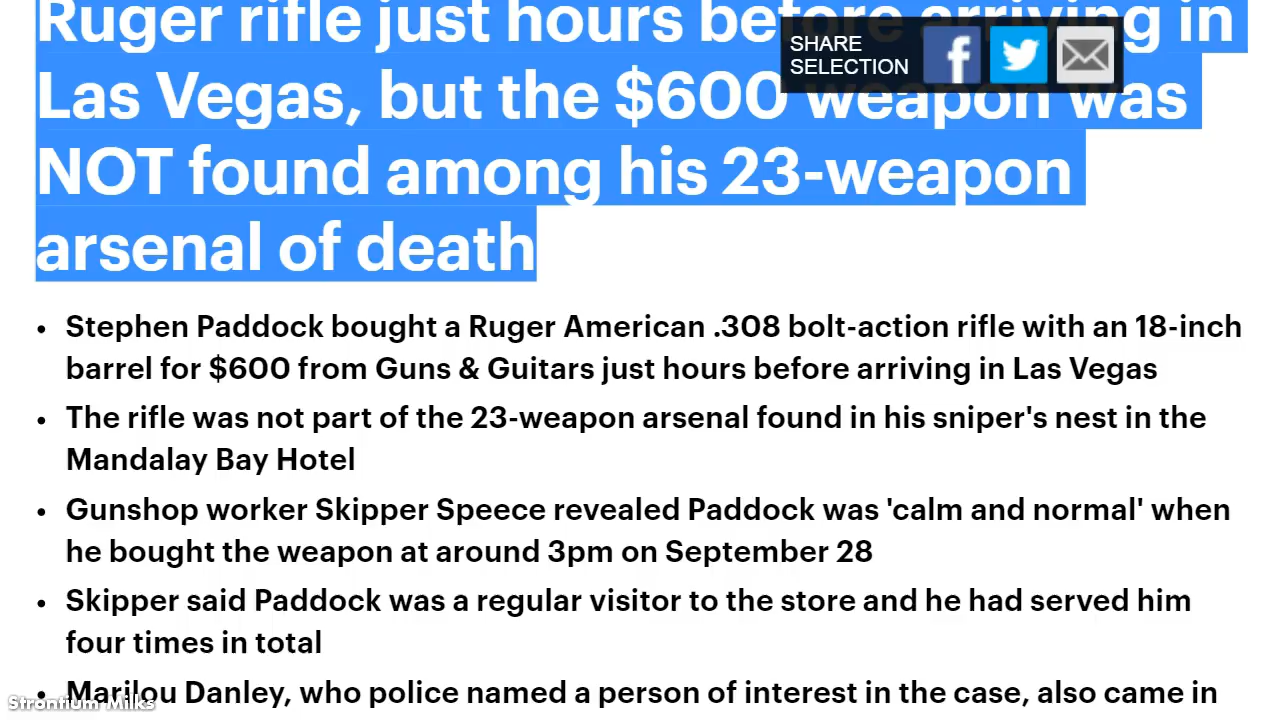 Ruger rifle just hours before arriving in
SHARE
SELECTION
Las Vegas, but the $600 weapon was
NOT found among his 23-weapon
arsenal of death
• Stephen Paddock bought a Ruger American .308 bolt-action rifle with an 18-inch
barrel for $600 from Guns & Guitars just hours before arriving in Las Vegas
• The rifle was not part of the 23-weapon arsenal found in his sniper's nest in the
Mandalay Bay Hotel
• Gunshop worker Skipper Speece revealed Paddock was 'calm and normal' when
he bought the weapon at around 3pm on September 28
• Skipper said Paddock was a regular visitor to the store and he had served him
four times in total
• Marilou Danley, who police named a person of interest in the case, also came in
Strontium Milks